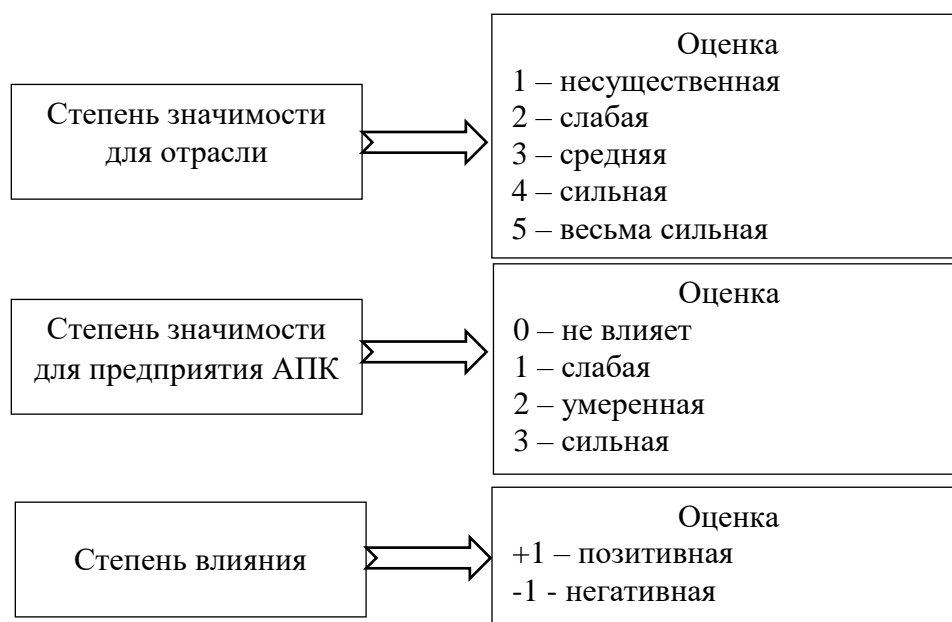 Степень значимости
для отрасли
Оценка
1 – несущественная
2 – слабая
3 – средняя
4 – сильная
5 – весьма сильная
Степень значимости
для предприятия АПК
Оценка
0 – не влияет
1 – слабая
2 – умеренная
3 – сильная
Степень влияния
Оценка
+1 – позитивная
-1 - негативная